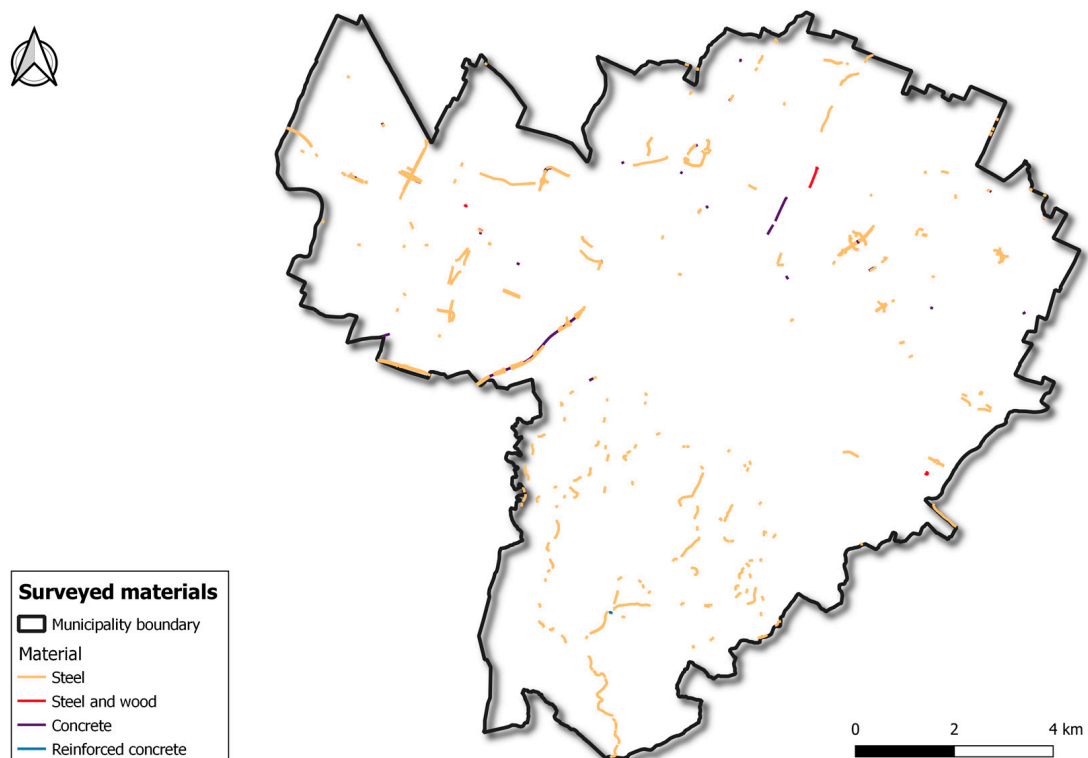 Surveyed materials
Municipality boundary
Material
Steel
Steel and wood
Concrete
Reinforced concrete
0 2 4 km